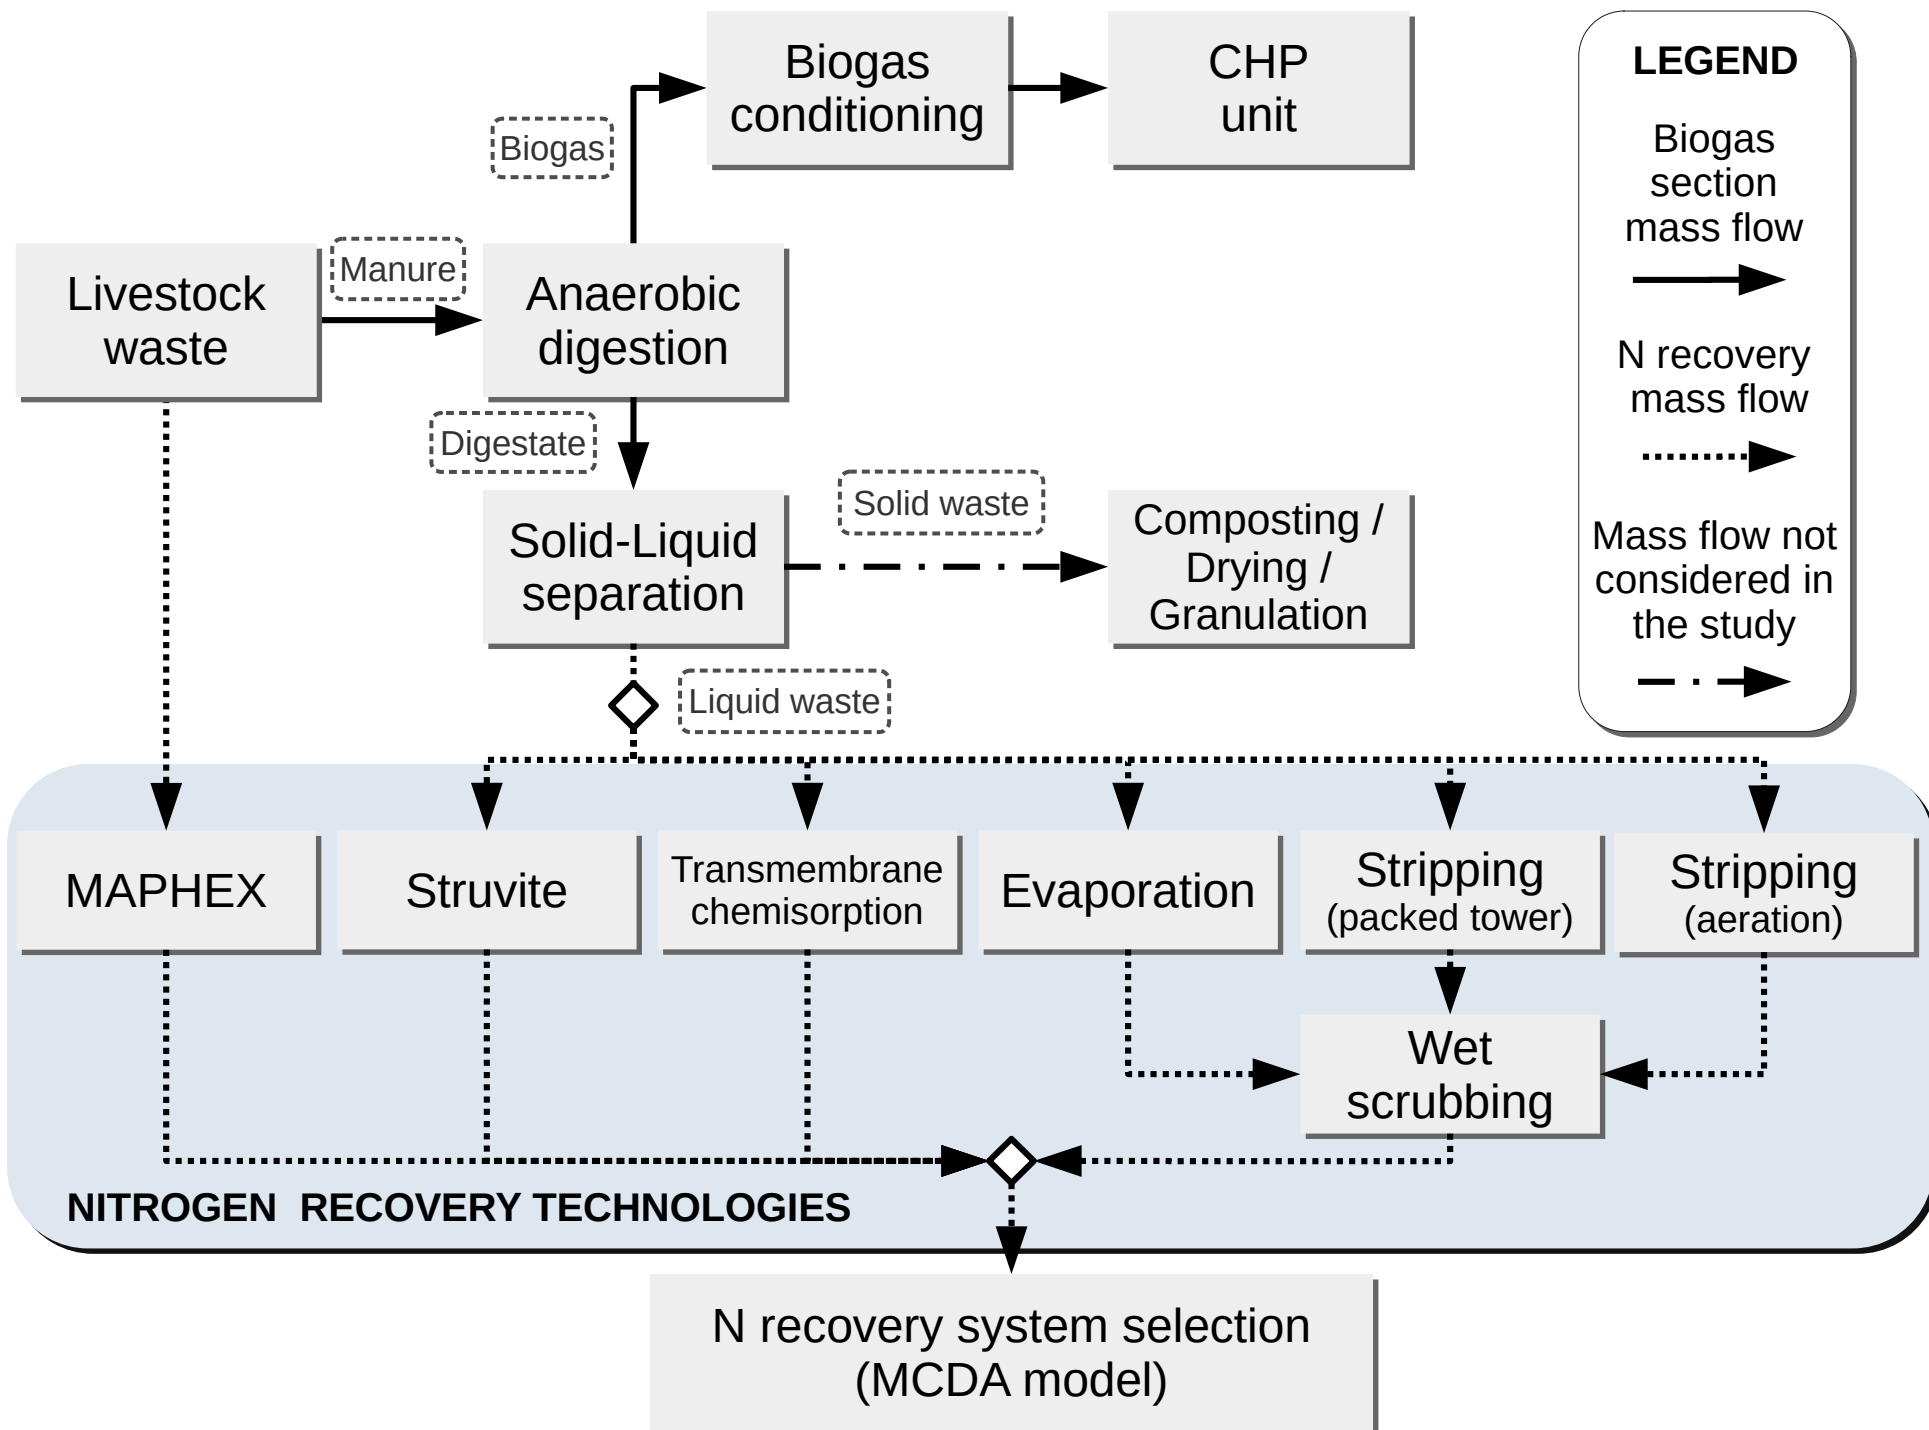 Biogas
conditioning
CHP
unit
LEGEND
Biogas
section
mass flow
N recovery
mass flow
Mass flow not
considered in
the study
Biogas
Livestock
waste
Manure
Anaerobic
digestion
Digestate
Solid-Liquid
separation
Solid waste
Composting /
Drying /
Granulation
Liquid waste
MAPHEX
Struvite
Transmembrane
chemisorption
Evaporation
Stripping
(packed tower)
Stripping
(aeration)
Wet
scrubbing
NITROGEN RECOVERY TECHNOLOGIES
N recovery system selection
(MCDA model)